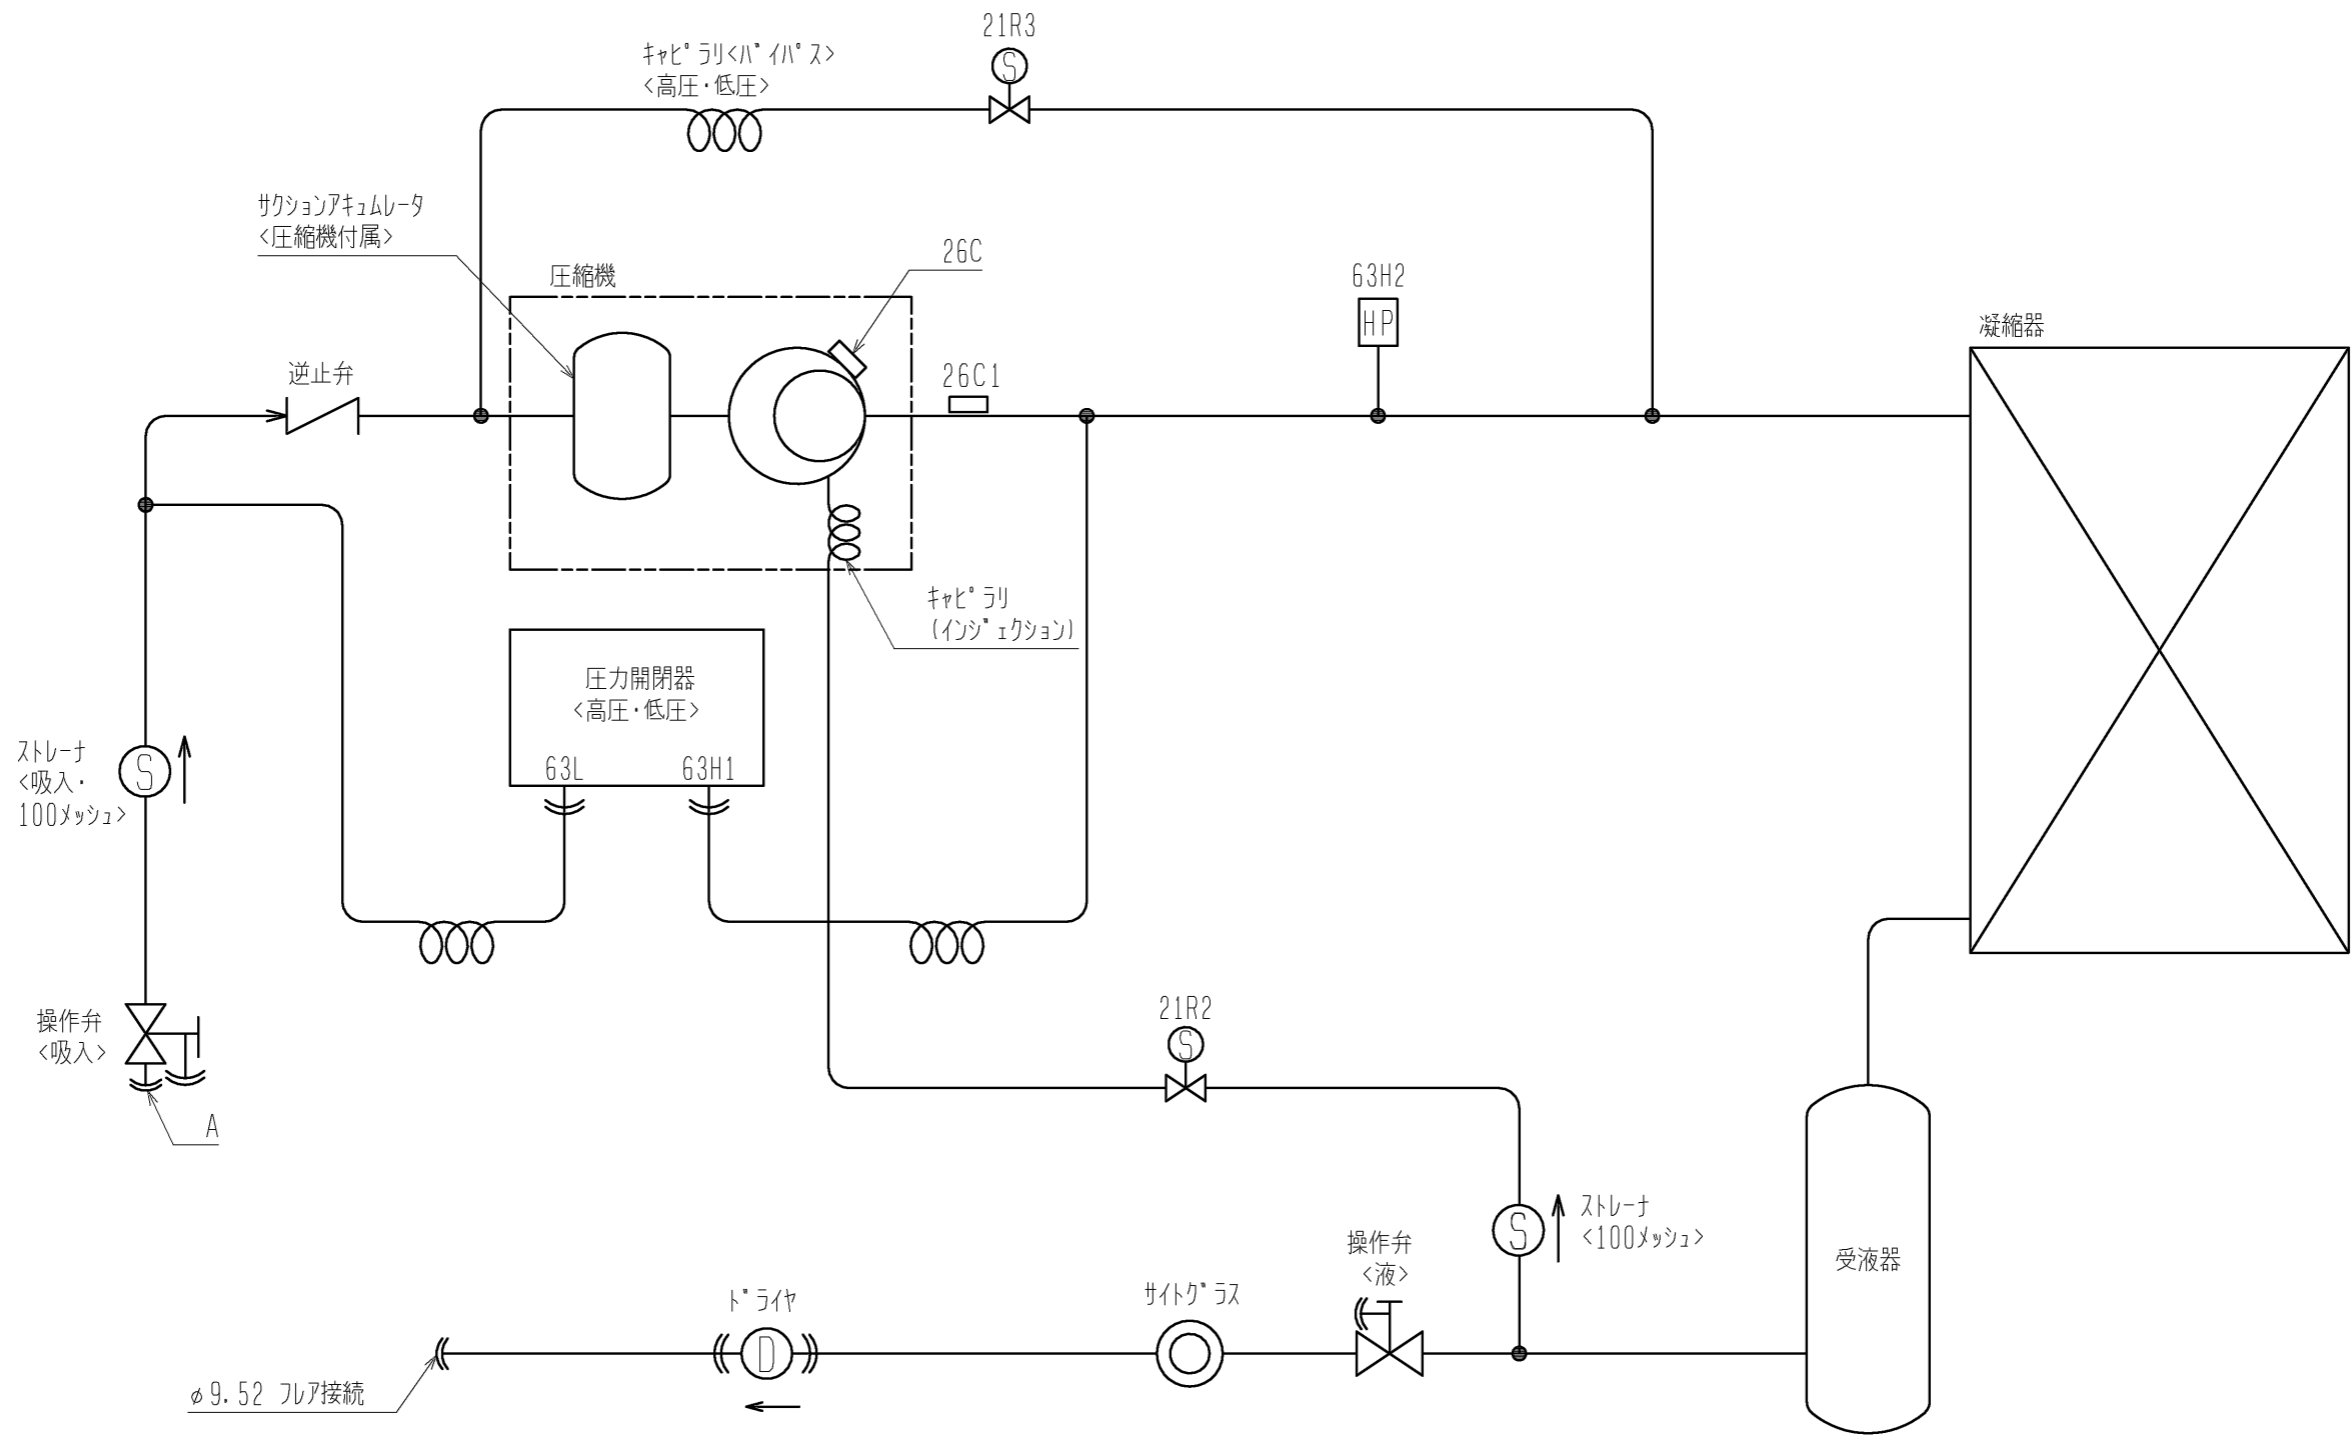 21R3
S
キャピラリ<バイパス>
<高圧・低圧>
サクションアキュムレータ
<圧縮機付属>
圧縮機
26C
63H2
HP
凝縮器
逆止弁
26C1
キャピラリ
(インジェクション)
圧力開閉器
<高圧・低圧>
63L 63H1
ストレーナ
<吸入・
100メッシュ>
S
操作弁
<吸入>
A
21R2
S
ストレーナ
<100メッシュ>
S
操作弁
<液>
受液器
サイトグラス
ドライヤ
D
φ9.52 フレア接続